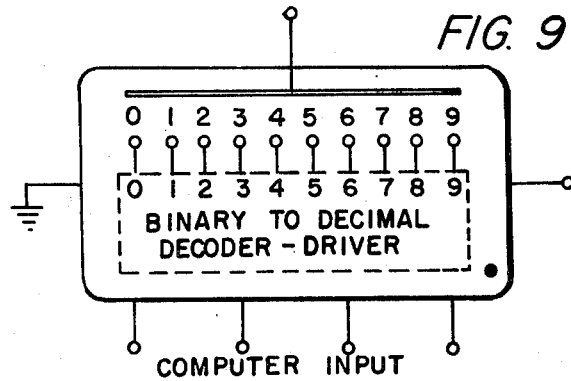 FIG. 9
0 1 2 3 4 5 6 7 8 9
0 1 2 3 4 5 6 7 8 9
BINARY TO DECIMAL
DECODER - DRIVER
COMPUTER INPUT